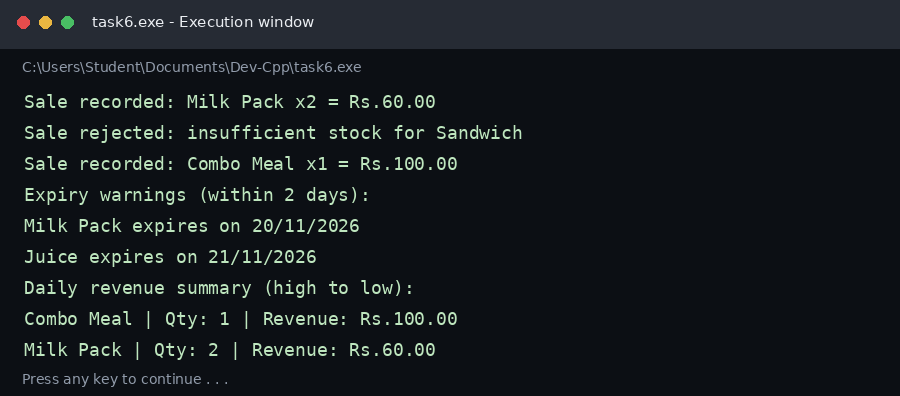 task6.exe - Execution window
C:\Users\Student\Documents\Dev-Cpp\task6.exe
Sale recorded: Milk Pack x2 = Rs.60.00
Sale rejected: insufficient stock for Sandwich
Sale recorded: Combo Meal x1 = Rs.100.00
Expiry warnings (within 2 days):
Milk Pack expires on 20/11/2026
Juice expires on 21/11/2026
Daily revenue summary (high to low):
Combo Meal | Qty: 1 | Revenue: Rs.100.00
Milk Pack | Qty: 2 | Revenue: Rs.60.00
Press any key to continue . . .